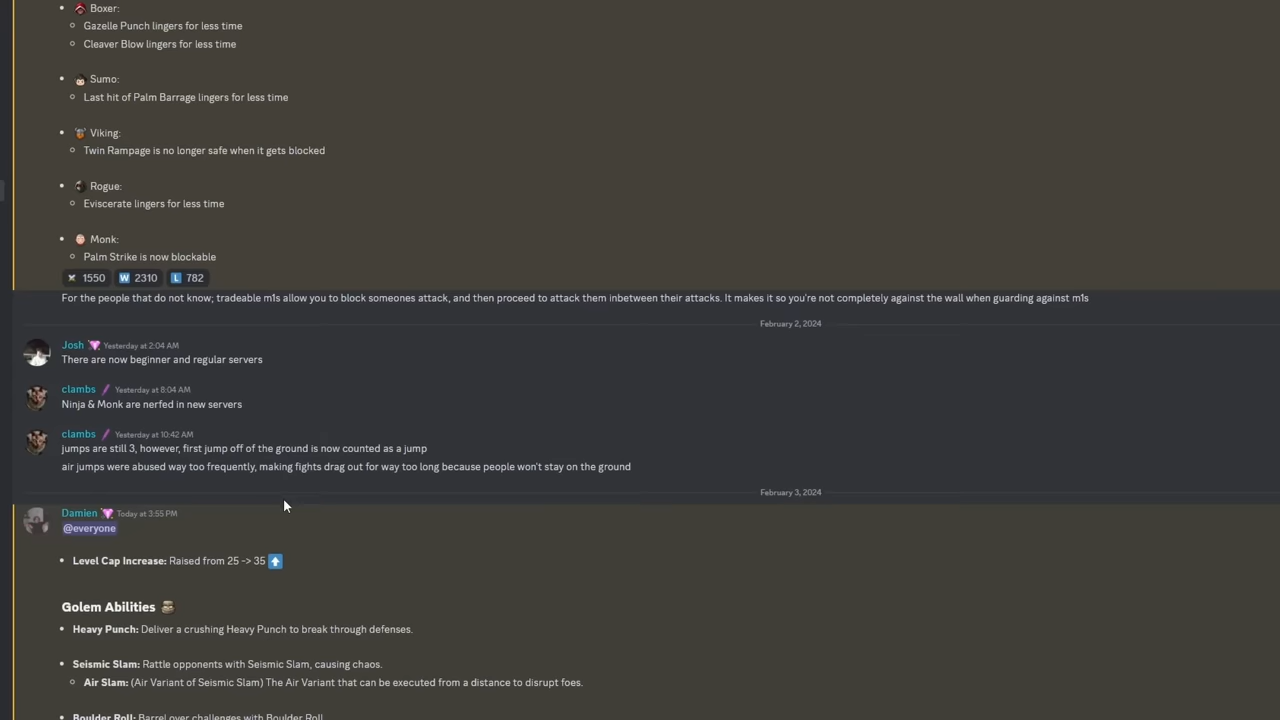 Boxer:
Gazelle Punch lingers for less time
Cleaver Blow lingers for less time
Sumo:
Last hit of Palm Barrage lingers for less time
Viking:
Twin Rampage is no longer safe when it gets blocked
Rogue:
Eviscerate lingers for less time
Monk:
Palm Strike is now blockable
1550 W 2310 L 782
For the people that do not know; tradeable m1s allow you to block someones attack, and then proceed to attack them inbetween their attacks. It makes it so you're not completely against the wall when guarding against m1s
February 2, 2024
Josh Yesterday at 2:04 AM
There are now beginner and regular servers
clambs Yesterday at 8:04 AM
Ninja & Monk are nerfed in new servers
clambs Yesterday at 10:42 AM
jumps are still 3, however, first jump off of the ground is now counted as a jump
air jumps were abused way too frequently, making fights drag out for way too long because people won't stay on the ground
February 3, 2024
Damien Today at 3:55 PM
@everyone
Level Cap Increase: Raised from 25 -> 35
Golem Abilities
Heavy Punch: Deliver a crushing Heavy Punch to break through defenses.
Seismic Slam: Rattle opponents with Seismic Slam, causing chaos.
Air Slam: (Air Variant of Seismic Slam) The Air Variant that can be executed from a distance to disrupt foes.
Boulder Roll: Barrel over challenges with Boulder Roll